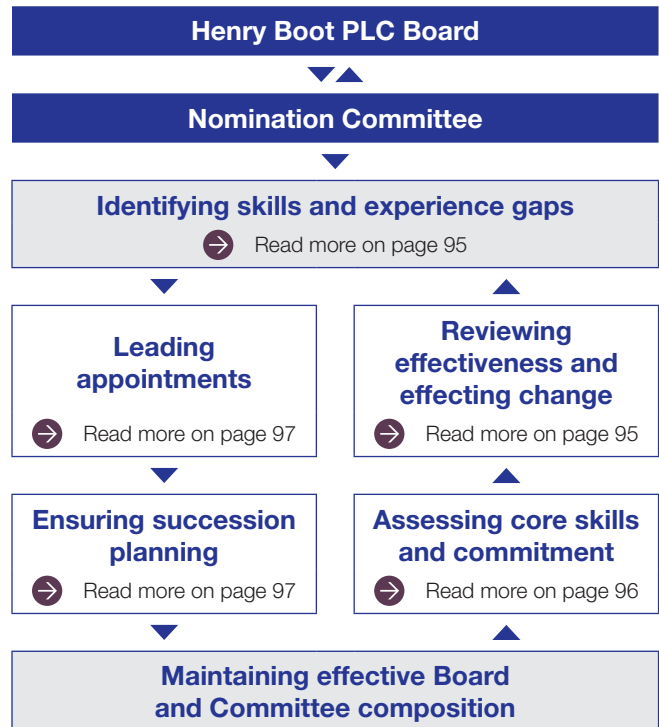 Henry Boot PLC Board
Nomination Committee
Identifying skills and experience gaps
Read more on page 95
Leading
appointments
Read more on page 97
Reviewing
effectiveness and
effecting change
Read more on page 95
Ensuring succession
planning
Read more on page 97
Assessing core skills
and commitment
Read more on page 96
Maintaining effective Board
and Committee composition